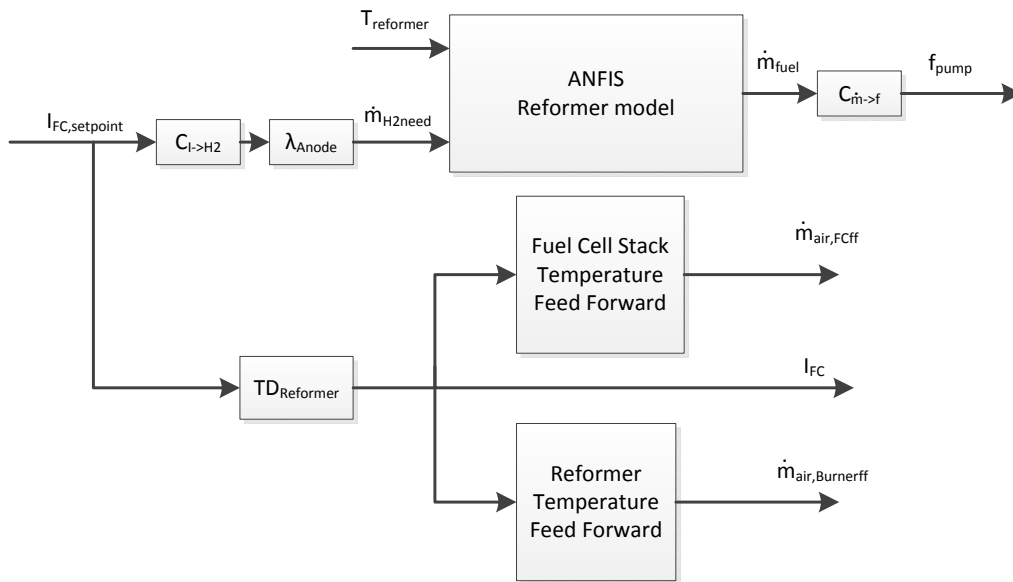 T_reformer
ANFIS
Reformer model
ṁ_fuel
C_ṁ->f
f_pump
I_FC,setpoint
C_I->H2
λ_Anode
ṁ_H2need
Fuel Cell Stack
Temperature
Feed Forward
ṁ_air,FCff
TD_Reformer
I_FC
Reformer
Temperature
Feed Forward
ṁ_air,Burnerff